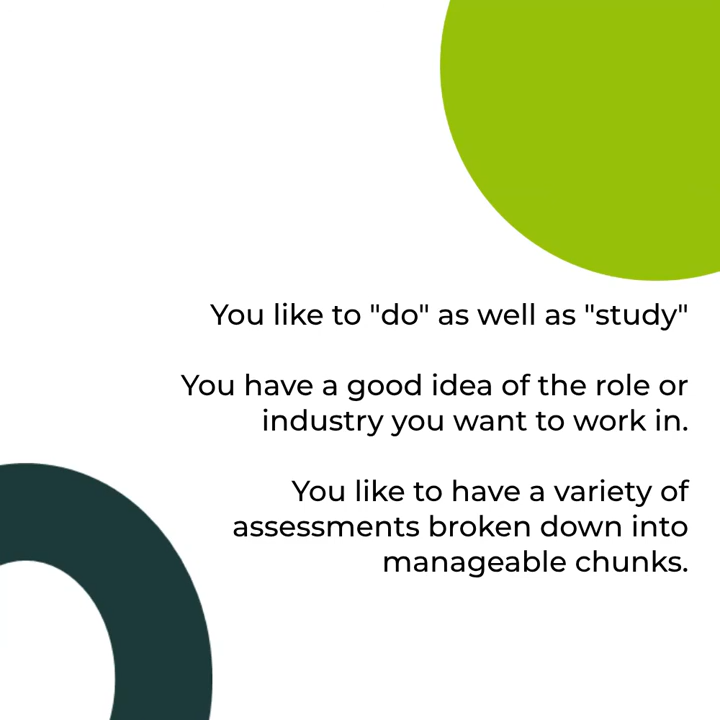 You like to "do" as well as "study"
You have a good idea of the role or
industry you want to work in.
You like to have a variety of
assessments broken down into
manageable chunks.